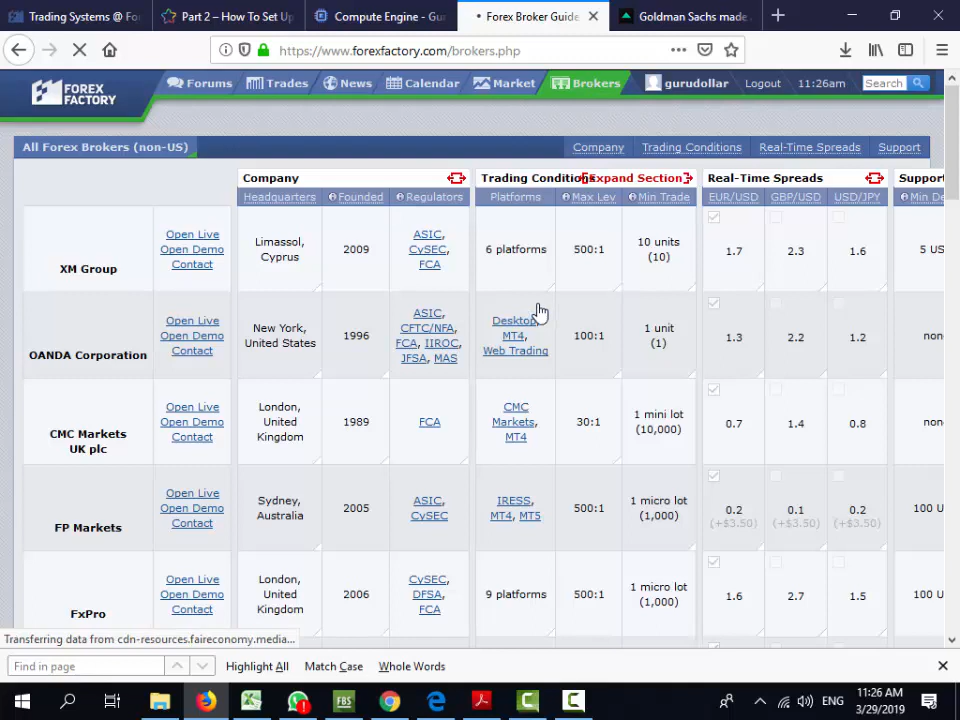 Trading Systems @ Fo
Part 2 – How To Set Up
Compute Engine - Gu
Forex Broker Guide
Goldman Sachs made
https://www.forexfactory.com/brokers.php
FOREX FACTORY
Forums
Trades
News
Calendar
Market
Brokers
gurudollar
Logout
11:26am
Search
All Forex Brokers (non-US)
Company
Trading Conditions
Real-Time Spreads
Support
Company
Trading Conditions
Expand Section
Real-Time Spreads
Support
Headquarters
Founded
Regulators
Platforms
Max Lev
Min Trade
EUR/USD
GBP/USD
USD/JPY
Min De
XM Group
Open Live
Open Demo
Contact
Limassol,
Cyprus
2009
ASIC,
CySEC,
FCA
6 platforms
500:1
10 units
(10)
1.7
2.3
1.6
5 US
OANDA Corporation
Open Live
Open Demo
Contact
New York,
United States
1996
ASIC,
CFTC/NFA,
FCA, IIROC,
JFSA, MAS
Desktop,
MT4,
Web Trading
100:1
1 unit
(1)
1.3
2.2
1.2
non
CMC Markets
UK plc
Open Live
Open Demo
Contact
London,
United
Kingdom
1989
FCA
CMC
Markets,
MT4
30:1
1 mini lot
(10,000)
0.7
1.4
0.8
non
FP Markets
Open Live
Open Demo
Contact
Sydney,
Australia
2005
ASIC,
CySEC
IRESS,
MT4, MT5
500:1
1 micro lot
(1,000)
0.2
(+$3.50)
0.1
(+$3.50)
0.2
(+$3.50)
100 U
FxPro
Open Live
Open Demo
Contact
London,
United
Kingdom
2006
CySEC,
DFSA,
FCA
9 platforms
500:1
1 micro lot
(1,000)
1.6
2.7
1.5
100 U
Transferring data from cdn-resources.faireconomy.media...
Find in page
Highlight All
Match Case
Whole Words
FBS
ENG
11:26 AM
3/29/2019